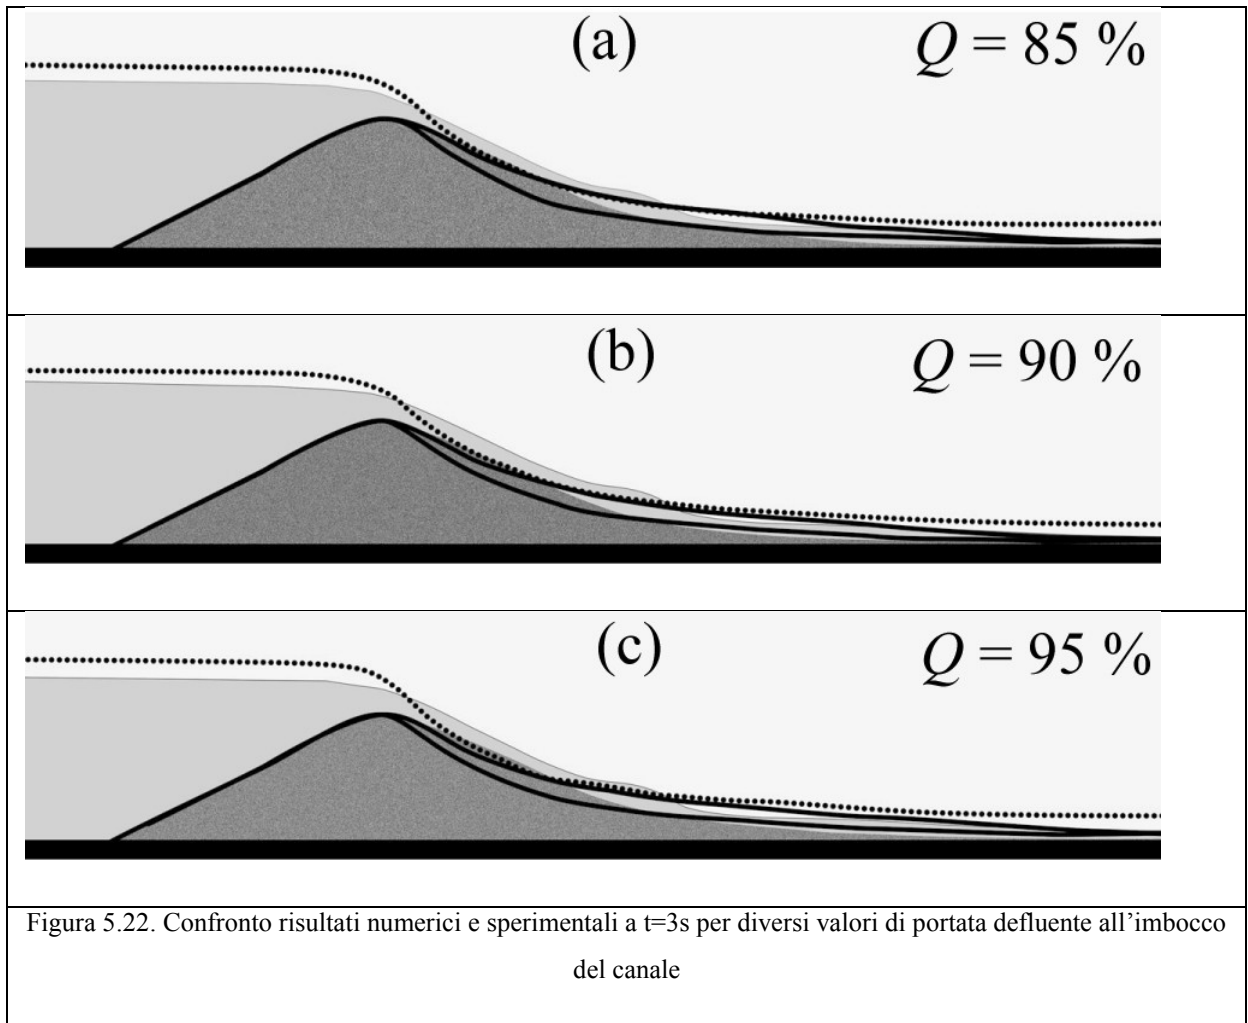 (a)
Q = 85 %
(b)
Q = 90 %
(c)
Q = 95 %
Figura 5.22. Confronto risultati numerici e sperimentali a t=3s per diversi valori di portata defluente all’imbocco
del canale